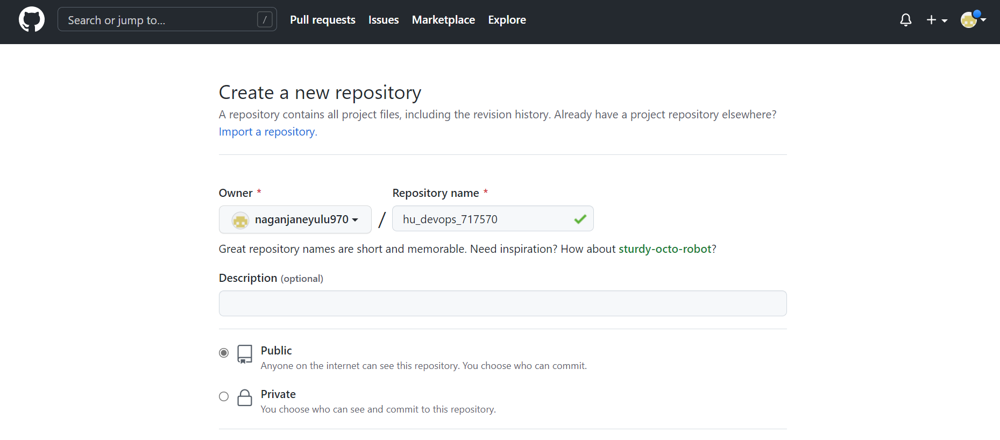 Search or jump to... / Pull requests Issues Marketplace Explore
Create a new repository
A repository contains all project files, including the revision history. Already have a project repository elsewhere?
Import a repository.
Owner * Repository name *
naganjaneyulu970 / hu_devops_717570
Great repository names are short and memorable. Need inspiration? How about sturdy-octo-robot?
Description (optional)
Public
Anyone on the internet can see this repository. You choose who can commit.
Private
You choose who can see and commit to this repository.